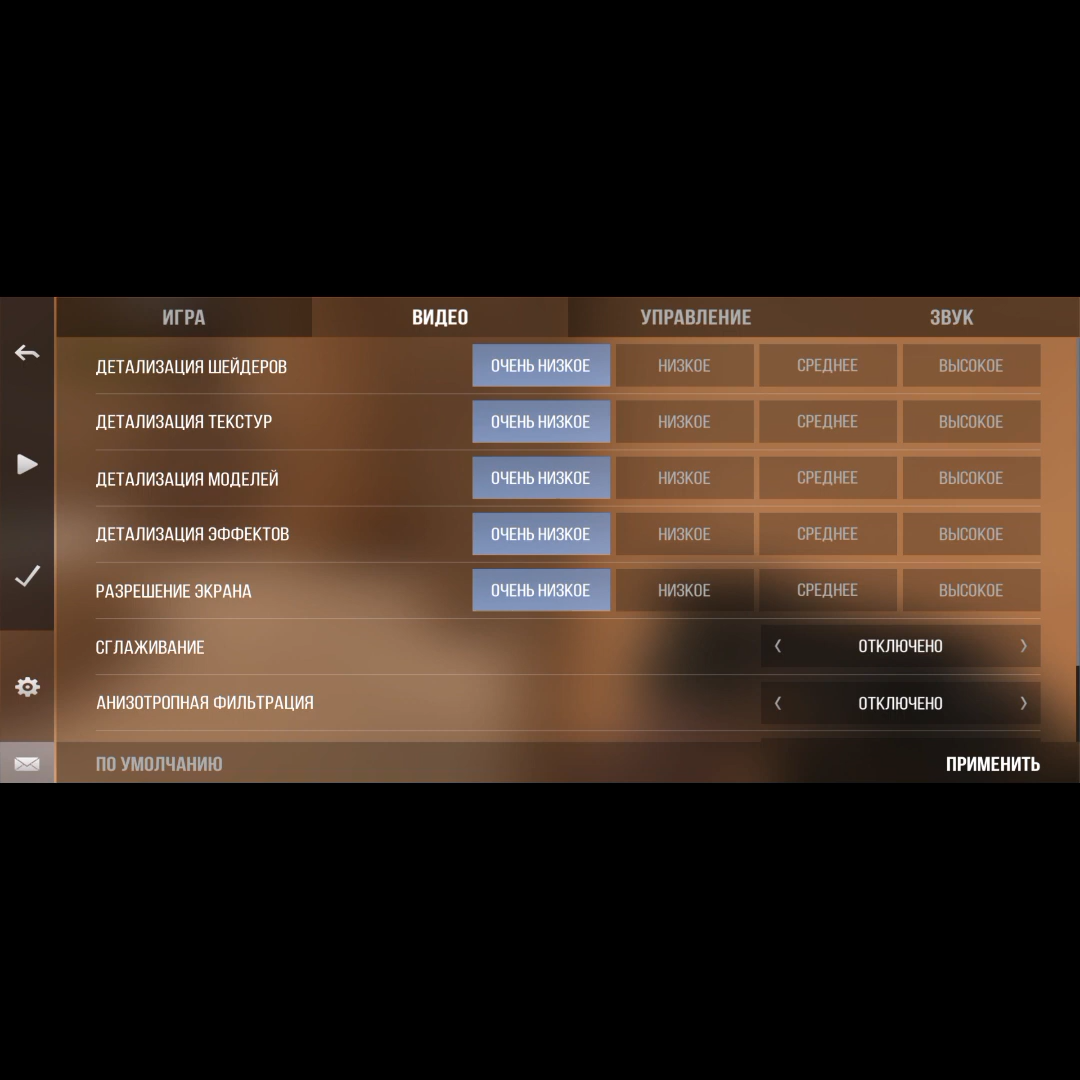 ИГРА ВИДЕО УПРАВЛЕНИЕ ЗВУК
ДЕТАЛИЗАЦИЯ ШЕЙДЕРОВ ОЧЕНЬ НИЗКОЕ НИЗКОЕ СРЕДНЕЕ ВЫСОКОЕ
ДЕТАЛИЗАЦИЯ ТЕКСТУР ОЧЕНЬ НИЗКОЕ НИЗКОЕ СРЕДНЕЕ ВЫСОКОЕ
ДЕТАЛИЗАЦИЯ МОДЕЛЕЙ ОЧЕНЬ НИЗКОЕ НИЗКОЕ СРЕДНЕЕ ВЫСОКОЕ
ДЕТАЛИЗАЦИЯ ЭФФЕКТОВ ОЧЕНЬ НИЗКОЕ НИЗКОЕ СРЕДНЕЕ ВЫСОКОЕ
РАЗРЕШЕНИЕ ЭКРАНА ОЧЕНЬ НИЗКОЕ НИЗКОЕ СРЕДНЕЕ ВЫСОКОЕ
СГЛАЖИВАНИЕ ОТКЛЮЧЕНО
АНИЗОТРОПНАЯ ФИЛЬТРАЦИЯ ОТКЛЮЧЕНО
ПО УМОЛЧАНИЮ ПРИМЕНИТЬ